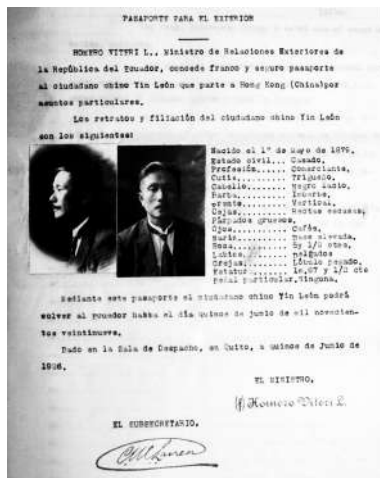 PASAPORTE PARA EL EXTERIOR
HOMERO VITERI L., Ministro de Relaciones Exteriores de
la República del Ecuador, concede franco y seguro pasaporte
al ciudadano chino Yin León que parte a Hong Kong (China)por
asuntos particulares.
Los retratos y filiación del ciudadano chino Yin León
son los siguientes:
Nacido el 1º de Mayo de 1879.
Estado civil... Casado.
Profesión...... Comerciante.
Cutis.......... Trigueño.
Cabello........ Negro lacio.
Barba.......... Imberbe.
Frente......... Vertical.
Cejas.......... Rectas escasas.
Párpados gruesos.
Ojos........... Cafés.
Nariz.......... Base elevada.
Boca........... 5y 1/2 ctms.
Labios......... Delgados
Orejas......... Lóbulo pegado.
Estatura....... 1m.67 y 1/2 cts
Señal particular.Ninguna.
Mediante este pasaporte el ciudadano chino Yin León podrá
volver al Ecuador hasta el día quince de junio de mil novecien-
tos veintinueve.
Dado en la Sala de Despacho, en Quito, a quince de junio de
EL MINISTRO,
(f) Homero Viteri L.
EL SUBSECRETARIO,